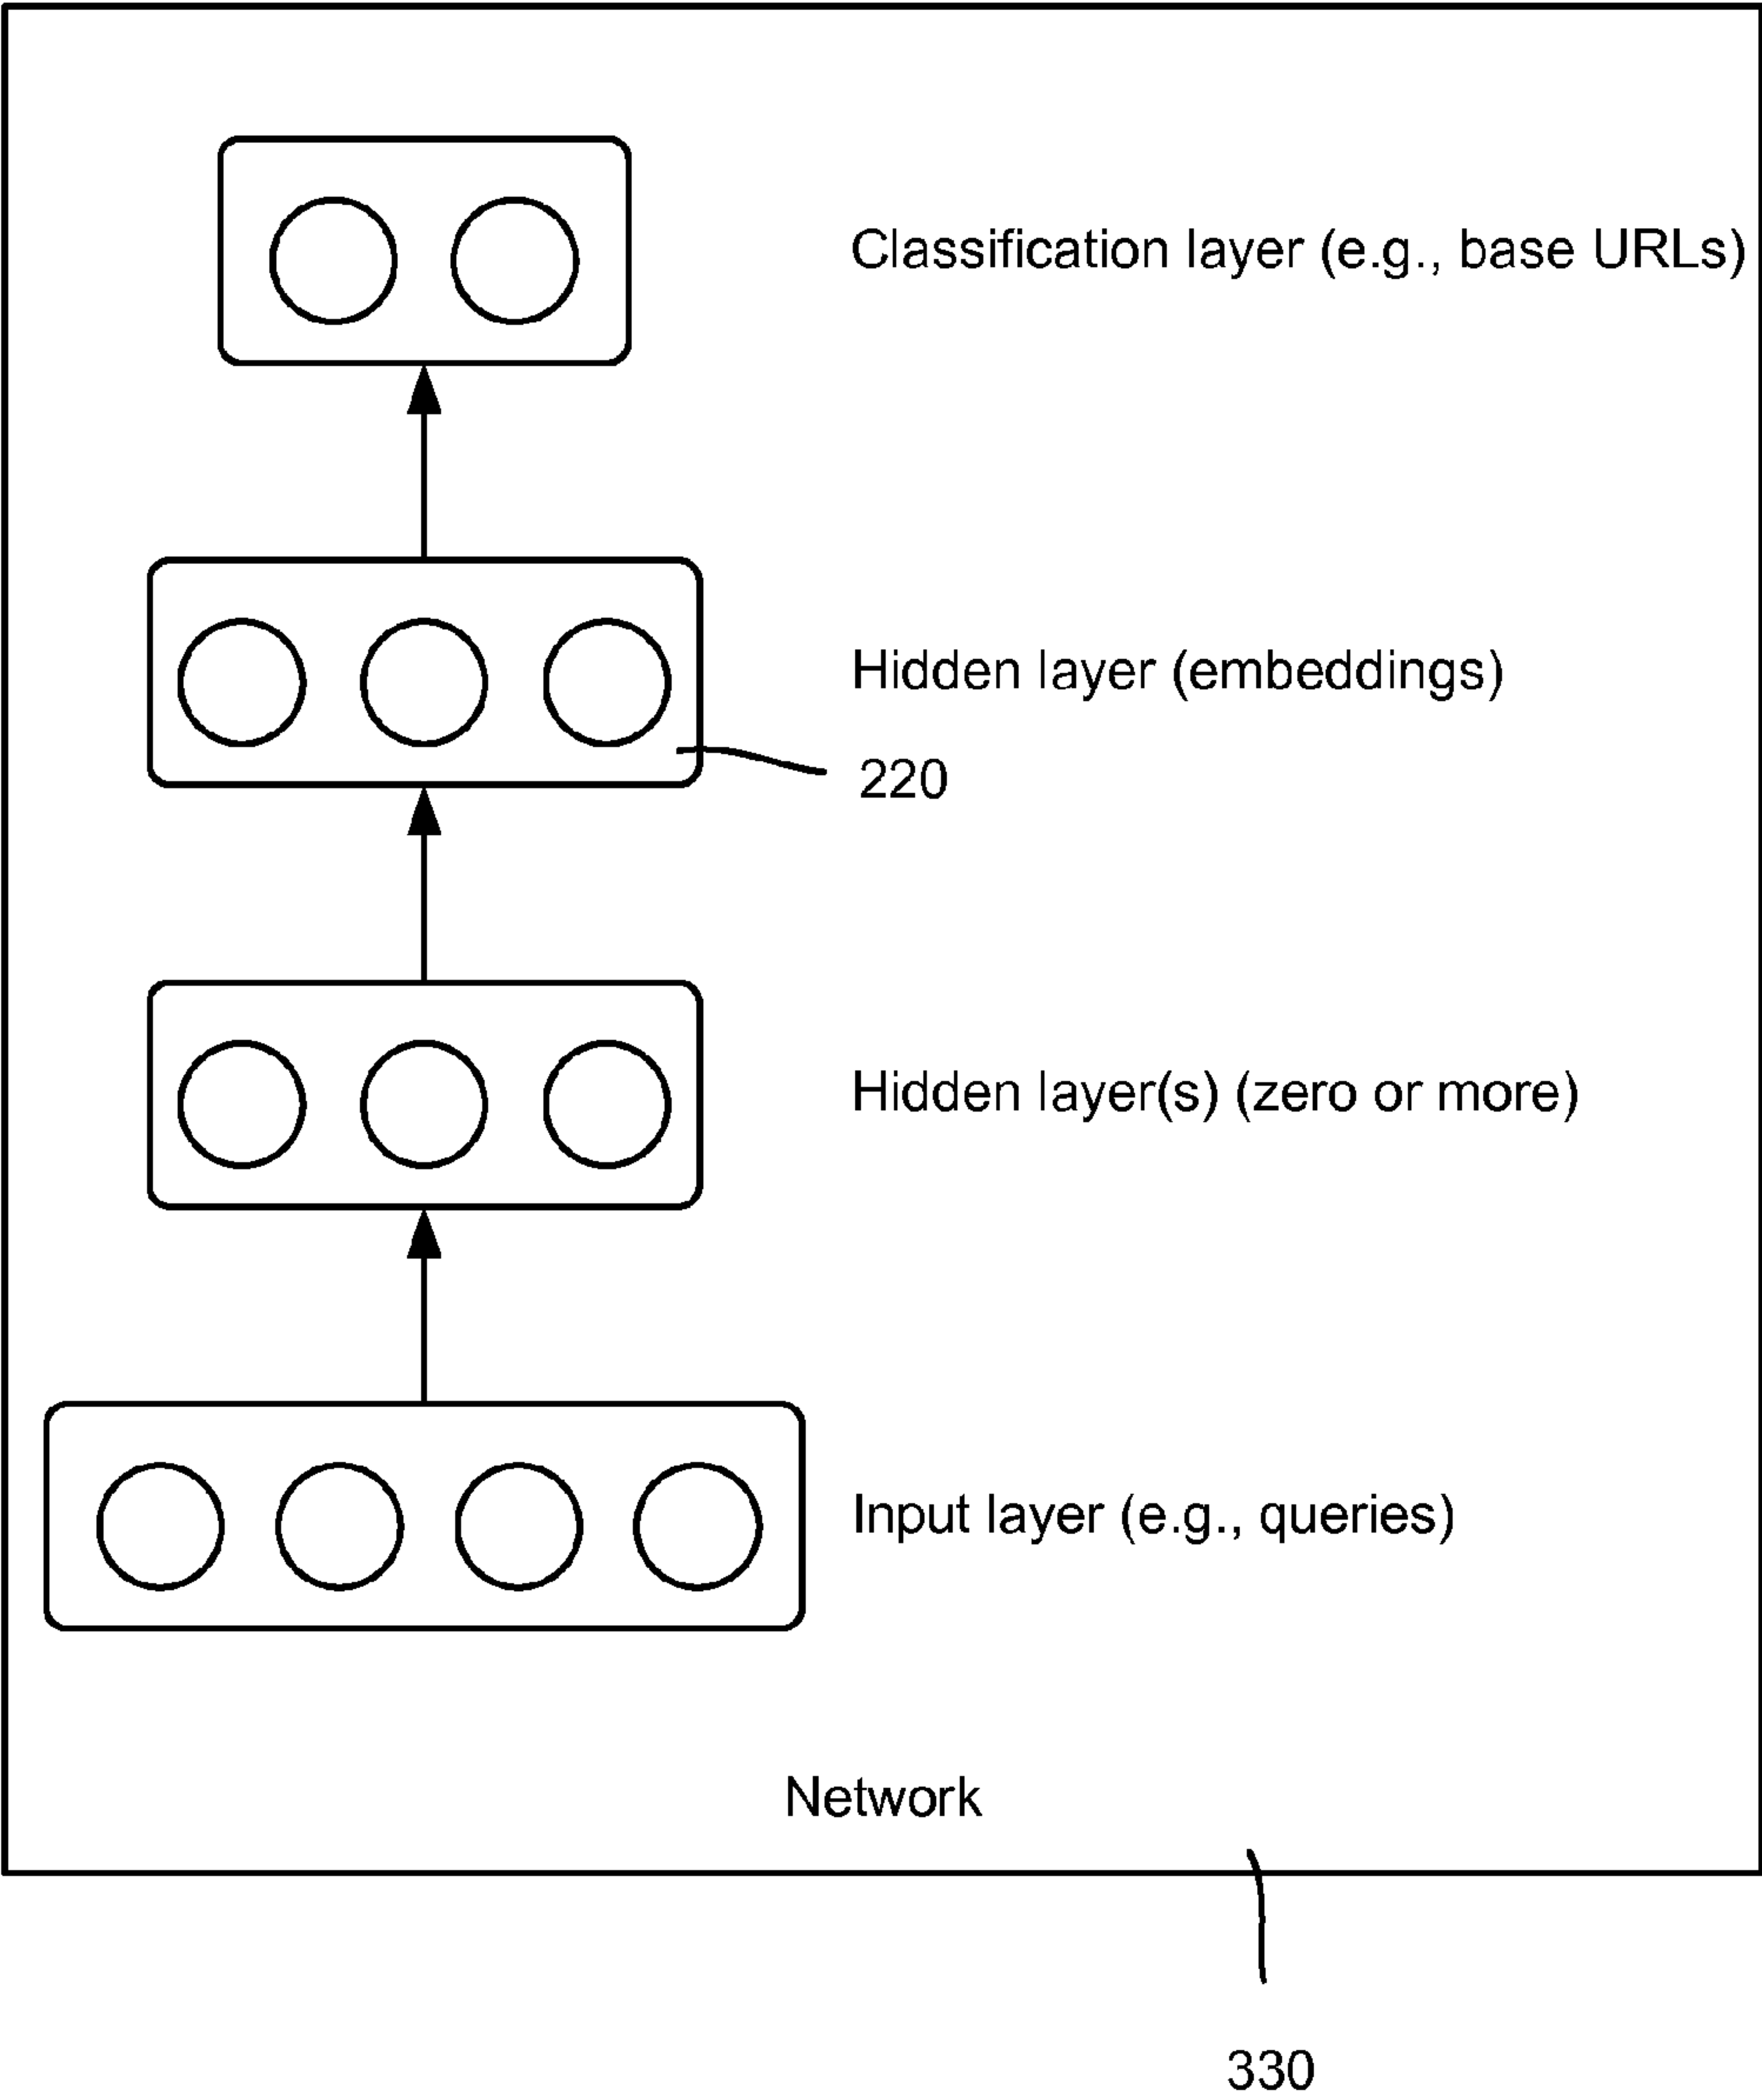 Classification layer (e.g., base URLs)
Hidden layer (embeddings)
220
Hidden layer(s) (zero or more)
Input layer (e.g., queries)
Network
330